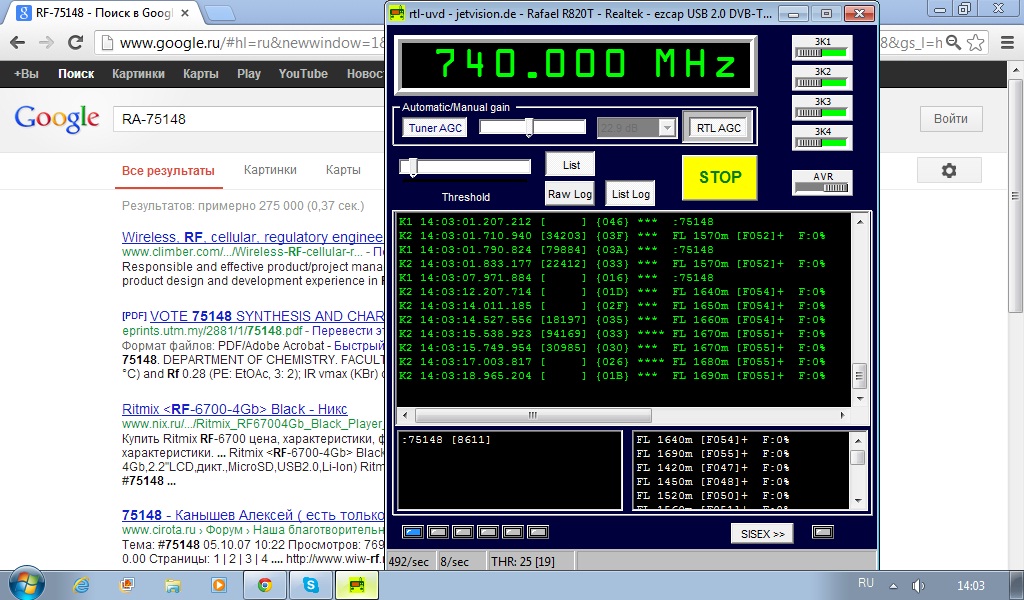 RF-75148 - Поиск в Goog
rtl-uvd - jetvision.de - Rafael R820T - Realtek - ezcap USB 2.0 DVB-T...
www.google.ru/#hl=ru&newwindow=1
8&gs_l=h
+Вы Поиск Картинки Карты Play YouTube Новос
Google
RA-75148
Войти
Все результаты Картинки Карты
Результатов: примерно 275 000 (0,37 сек.)
Wireless, RF, cellular, regulatory enginee
www.climber.com/.../Wireless-RF-cellular-r... - П
Responsible and effective product/project mana
product design and development experience in
[PDF] VOTE 75148 SYNTHESIS AND CHAR
eprints.utm.my/2881/1/75148.pdf - Перевести эт
Формат файлов: PDF/Adobe Acrobat - Быстрый
75148. DEPARTMENT OF CHEMISTRY. FACULT
°C) and Rf 0.28 (PE: EtOAc, 3: 2); IR vmax (KBr) c
Ritmix <RF-6700-4Gb> Black - Никс
www.nix.ru/.../Ritmix_RF67004Gb_Black_Player_
Купить Ritmix RF-6700 цена, характеристики, ф
характеристики. ... Ritmix <RF-6700-4Gb> Black
4Gb,2.2"LCD,дикт.,MicroSD,USB2.0,Li-Ion) Ritm
#75148 ...
75148 - Канышев Алексей ( есть только
www.cirota.ru › Форум › Наша благотворительн
Тема: #75148 05.10.07 10:22 Просмотров: 769
0.00 Страницы: 1 | 2 | 3 | 4 .... http://www.wiw-rf.
740.000 MHz
Automatic/Manual gain
Tuner AGC 22.9 dB RTL AGC
3K1
3K2
3K3
3K4
AVR
Threshold
List
Raw Log List Log
STOP
K1 14:03:01.207.212 [ ] {046} *** :75148
K2 14:03:01.710.940 [34203] {03F} *** FL 1570m [F052]+ F:0%
K1 14:03:01.790.824 [79884] {03A} *** :75148
K2 14:03:01.833.177 [22412] {033} *** FL 1570m [F052]+ F:0%
K1 14:03:07.971.884 [ ] {016} *** :75148
K2 14:03:12.207.714 [ ] {01D} *** FL 1640m [F054]+ F:0%
K2 14:03:14.011.185 [ ] {02F} *** FL 1640m [F054]+ F:0%
K2 14:03:14.527.556 [18197] {035} *** FL 1660m [F054]+ F:0%
K2 14:03:15.538.923 [94169] {033} **** FL 1670m [F055]+ F:0%
K2 14:03:15.749.954 [30985] {030} *** FL 1670m [F055]+ F:0%
K2 14:03:17.003.817 [ ] {026} **** FL 1680m [F055]+ F:0%
K2 14:03:18.965.204 [ ] {01B} *** FL 1690m [F055]+ F:0%
:75148 [8611]
FL 1640m [F054]+ F:0%
FL 1690m [F055]+ F:0%
FL 1420m [F047]+ F:0%
FL 1450m [F048]+ F:0%
FL 1520m [F050]+ F:0%
FL 1560m [F051]+ F:0%
SISEX >>
492/sec 8/sec THR: 25 [19]
RU 14:03